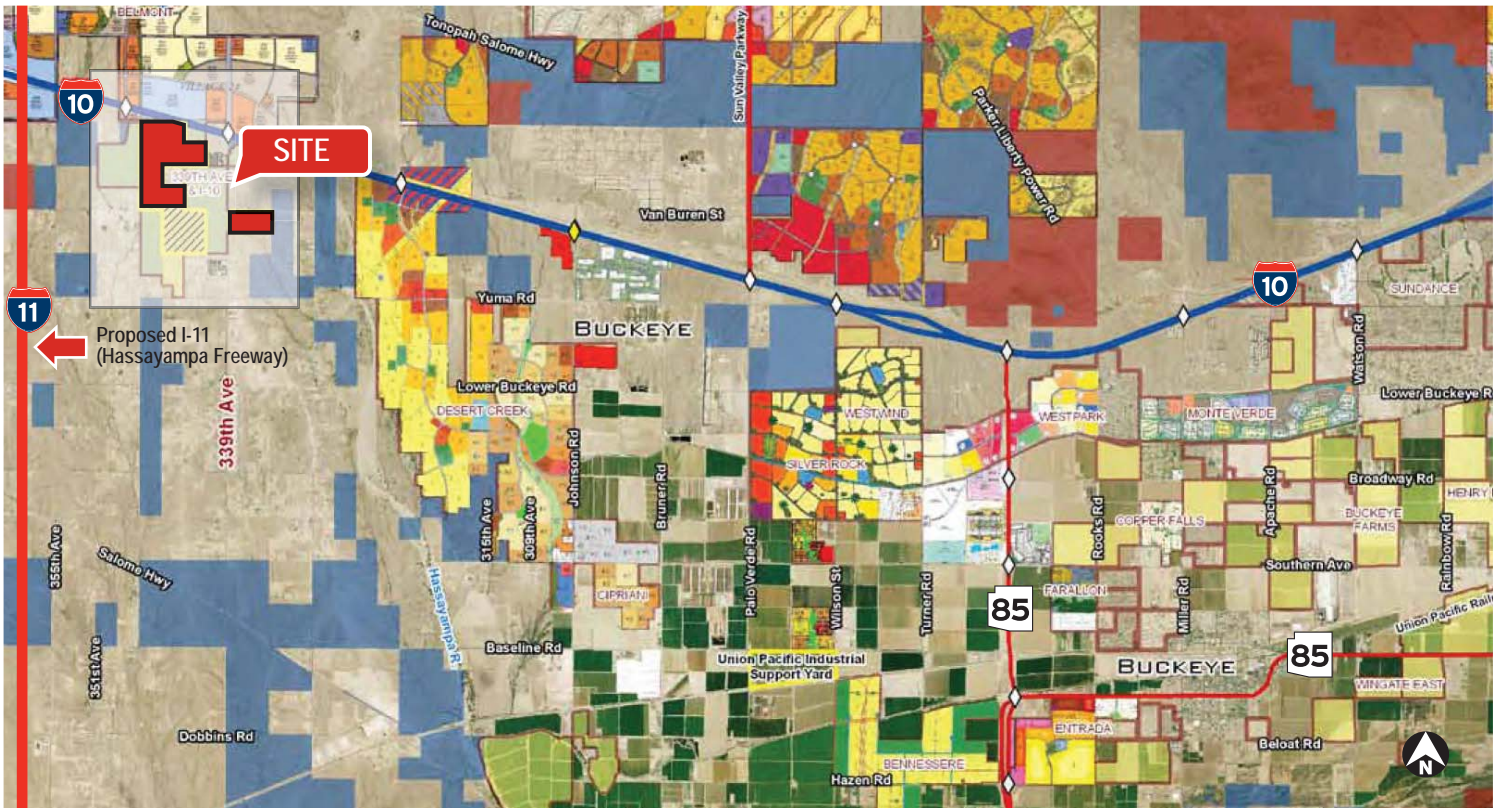 BELMONT
Tonopah Salome Hwy
Sun Valley Parkway
Parker Liberty Power Rd
10
SITE
339TH AVE
& I-10
Van Buren St
10
SUNDANCE
11
Proposed I-11
(Hassayampa Freeway)
Yuma Rd
BUCKEYE
Watson Rd
339th Ave
Lower Buckeye Rd
Lower Buckeye R
DESERT CREEK
WESTWIND
WESTPARK
MONTE VERDE
SILVER ROCK
Johnson Rd
Bruner Rd
Broadway Rd
Apache Rd
HENRY
BUCKEYE
FARMS
COPPER FALLS
Rooks Rd
315th Ave
309th Ave
355th Ave
Salome Hwy
Southern Ave
Rainbow Rd
Palo Verde Rd
Wilson St
Turner Rd
Hassayampa R
CIPRIANI
FARALLON
Miller Rd
85
Union Pacific Railr
351st Ave
Baseline Rd
Union Pacific Industrial
Support Yard
BUCKEYE
85
WINGATE EAST
Dobbins Rd
ENTRADA
Beloat Rd
BENNESSERE
Hazen Rd
N